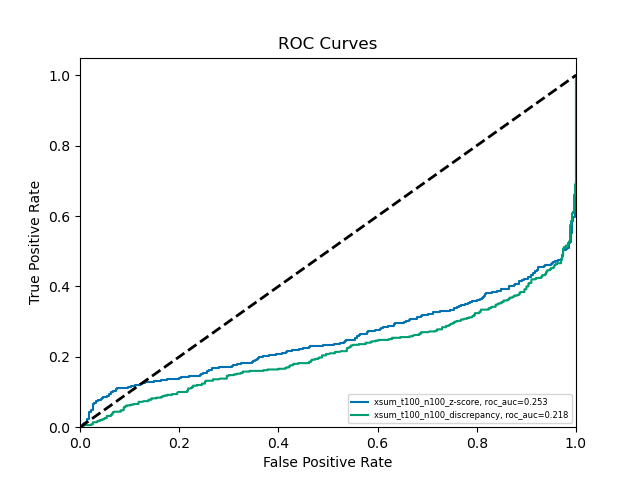 ROC Curves
True Positive Rate
1.0
0.8
0.6
0.4
0.2
0.0
0.0 0.2 0.4 0.6 0.8 1.0
False Positive Rate
xsum_t100_n100_z-score, roc_auc=0.253
xsum_t100_n100_discrepancy, roc_auc=0.218